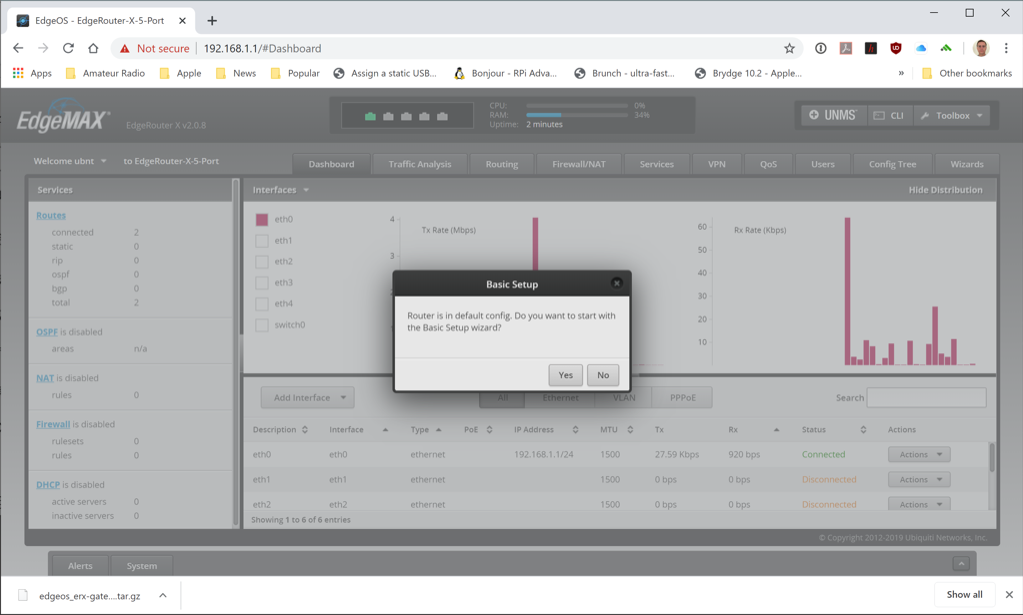 EdgeOS - EdgeRouter-X-5-Port
Not secure | 192.168.1.1/#Dashboard
Apps Amateur Radio Apple News Popular Assign a static USB... Bonjour - RPi Adva... Brunch - ultra-fast... Brydge 10.2 - Apple... » Other bookmarks
EdgeMAX EdgeRouter X v2.0.8
CPU: 0%
RAM: 34%
Uptime: 2 minutes
UNMS CLI Toolbox
Welcome ubnt to EdgeRouter-X-5-Port
Dashboard Traffic Analysis Routing Firewall/NAT Services VPN QoS Users Config Tree Wizards
Services
Routes
connected 2
static 0
rip 0
ospf 0
bgp 0
total 2
OSPF is disabled
areas n/a
NAT is disabled
rules 0
Firewall is disabled
rulesets 0
rules 0
DHCP is disabled
active servers 0
inactive servers 0
Interfaces Hide Distribution
eth0
eth1
eth2
eth3
eth4
switch0
Tx Rate (Mbps)
4
3
Rx Rate (Kbps)
60
50
40
30
20
10
Basic Setup
Router is in default config. Do you want to start with
the Basic Setup wizard?
Yes No
Add Interface All Ethernet VLAN PPPoE Search
Description Interface Type PoE IP Address MTU Tx Rx Status Actions
eth0 eth0 ethernet 192.168.1.1/24 1500 27.59 Kbps 920 bps Connected Actions
eth1 eth1 ethernet 1500 0 bps 0 bps Disconnected Actions
eth2 eth2 ethernet 1500 0 bps 0 bps Disconnected Actions
Showing 1 to 6 of 6 entries
© Copyright 2012-2019 Ubiquiti Networks, Inc.
Alerts System
edgeos_erx-gate....tar.gz Show all